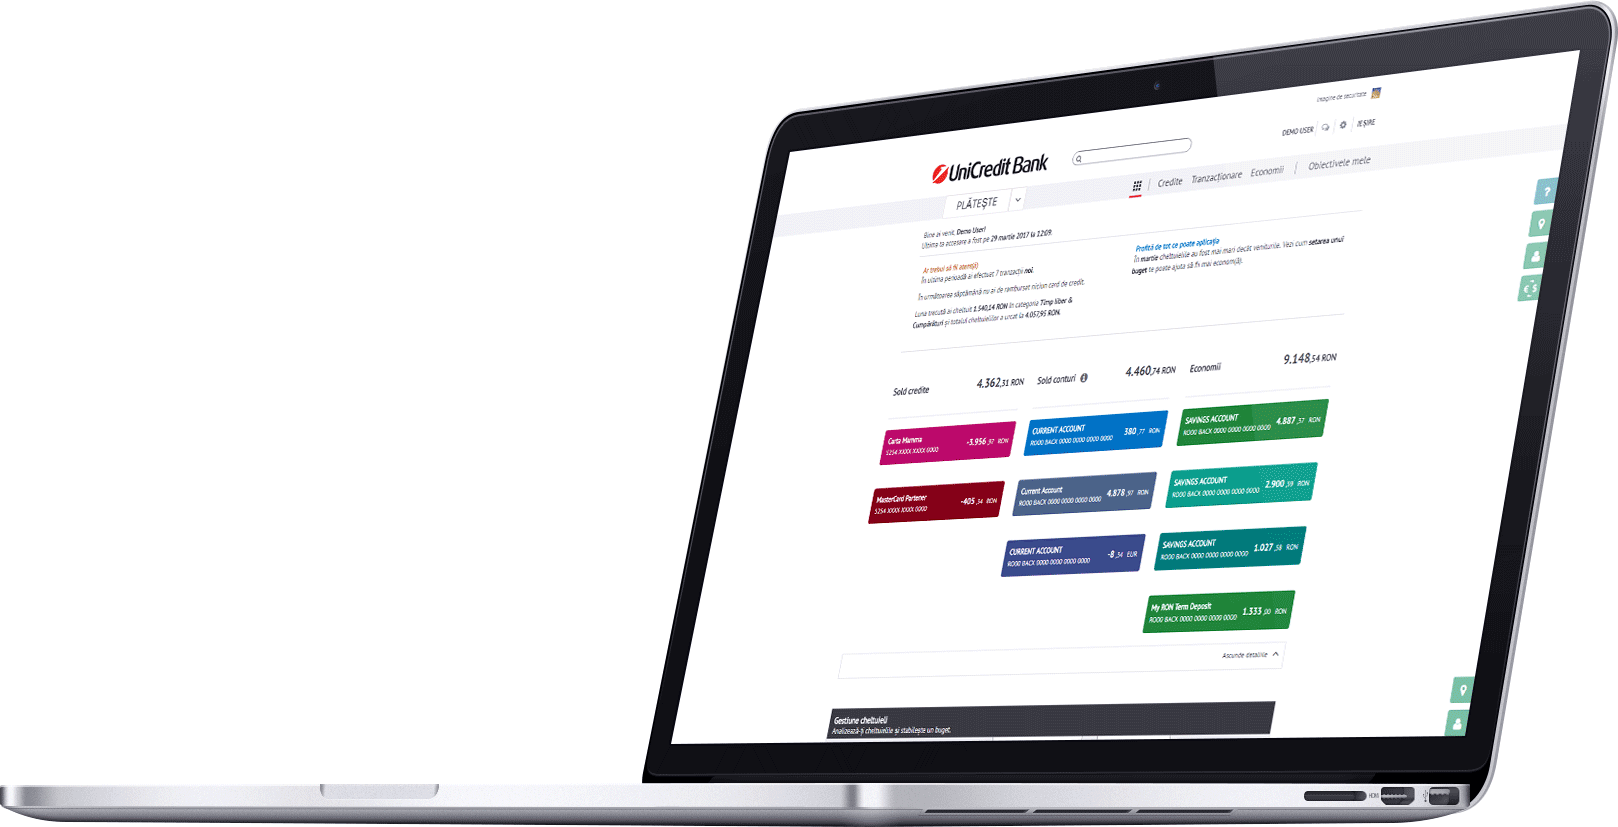 Imagine de securitate
DEMO USER
IEȘIRE
UniCredit Bank
Credite Tranzacționare Economii Obiectivele mele
PLĂTEȘTE
Bine ai venit, Demo User!
Ultima ta accesare a fost pe 29 martie 2017 la 12:09.
Ar trebui să fii atent(ă)
În ultima perioadă ai efectuat 7 tranzacții noi.
În următoarea săptămână nu ai de rambursat niciun card de credit.
Luna trecută ai cheltuit 1.540,14 RON în categoria Timp liber &
Cumpărături și totalul cheltuielilor a urcat la 4.057,95 RON.
Profită de tot ce poate aplicația
În martie cheltuielile au fost mai mari decât veniturile. Vezi cum setarea unui
buget te poate ajuta să fii mai econom(ă).
?
€ $
Sold credite 4.362,31 RON
Sold conturi 4.460,74 RON
Economii 9.148,54 RON
Carta Mamma -3.956,97 RON
5254 XXXX XXXX 0000
CURRENT ACCOUNT 380,77 RON
RO00 BACX 0000 0000 0000 0000
SAVINGS ACCOUNT 4.887,37 RON
RO00 BACX 0000 0000 0000 0000
MasterCard Partener -405,34 RON
5254 XXXX XXXX 0000
Current Account 4.878,97 RON
RO00 BACX 0000 0000 0000 0000
SAVINGS ACCOUNT 2.900,59 RON
RO00 BACX 0000 0000 0000 0000
CURRENT ACCOUNT -8,34 EUR
RO00 BACX 0000 0000 0000 0000
SAVINGS ACCOUNT 1.027,58 RON
RO00 BACX 0000 0000 0000 0000
My RON Term Deposit 1.333,00 RON
RO00 BACX 0000 0000 0000 0000
Ascunde detaliile
Gestiune cheltuieli
Analizează-ți cheltuielile și stabilește un buget.
HDMI